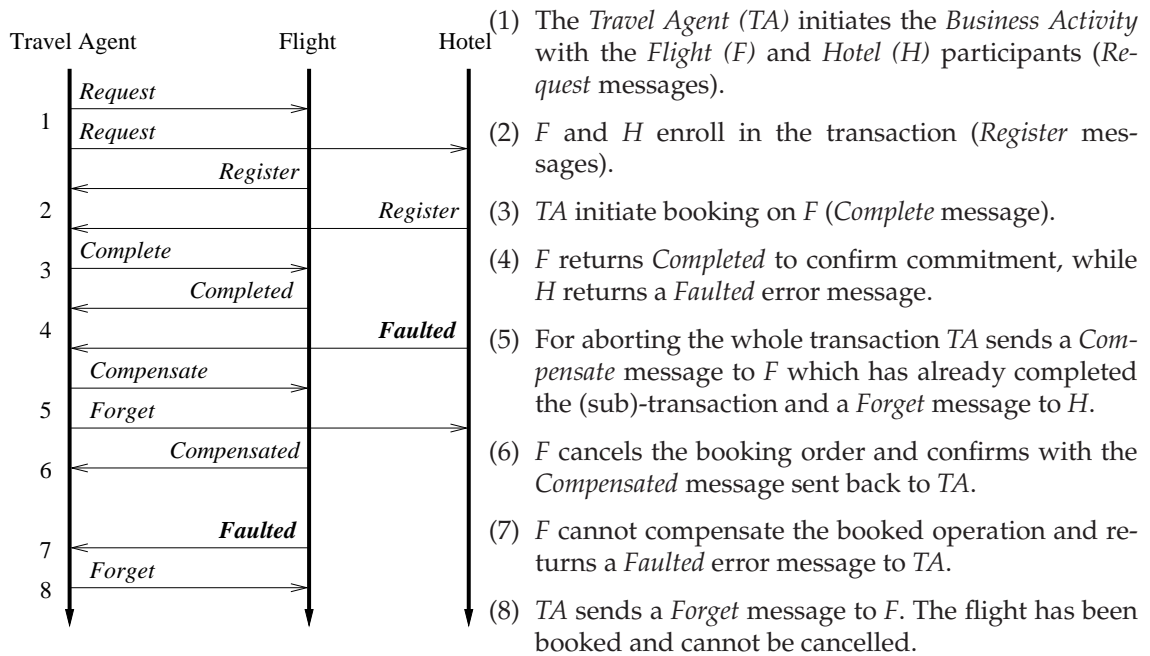 Travel Agent
Flight
Hotel
1
Request
Request
Register
2
Register
3
Complete
Completed
4
Faulted
Compensate
5
Forget
6
Compensated
7
Faulted
8
Forget
(1) The Travel Agent (TA) initiates the Business Activity
with the Flight (F) and Hotel (H) participants (Re-
quest messages).
(2) F and H enroll in the transaction (Register mes-
sages).
(3) TA initiate booking on F (Complete message).
(4) F returns Completed to confirm commitment, while
H returns a Faulted error message.
(5) For aborting the whole transaction TA sends a Com-
pensate message to F which has already completed
the (sub)-transaction and a Forget message to H.
(6) F cancels the booking order and confirms with the
Compensated message sent back to TA.
(7) F cannot compensate the booked operation and re-
turns a Faulted error message to TA.
(8) TA sends a Forget message to F. The flight has been
booked and cannot be cancelled.